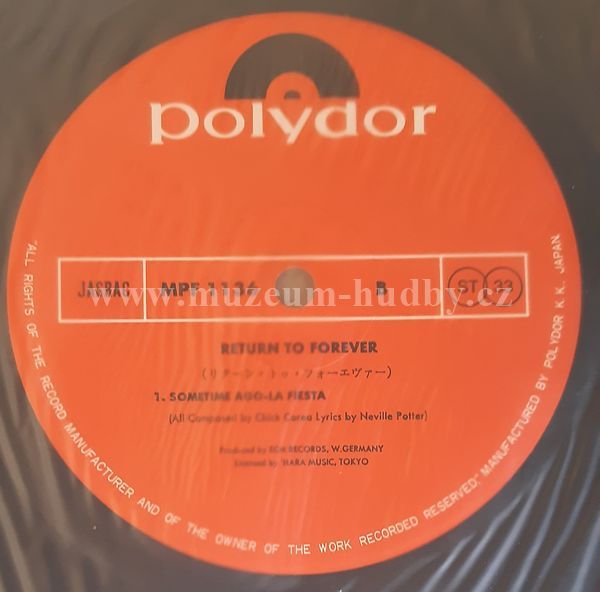 polydor
JASRAC MPF 1136 B ST 33
www.muzeum-hudby.cz
RETURN TO FOREVER
(リターン・トゥ・フォーエヴァー)
1. SOMETIME AGO-LA FIESTA
(All Composed by Chick Corea Lyrics by Neville Potter)
Produced by ECM RECORDS, W.GERMANY
Licensed by TRARA MUSIC, TOKYO
"ALL RIGHTS OF THE RECORD MANUFACTURER AND OF THE OWNER OF THE WORK RECORDED RESERVED," MANUFACTURED BY POLYDOR K.K. JAPAN.